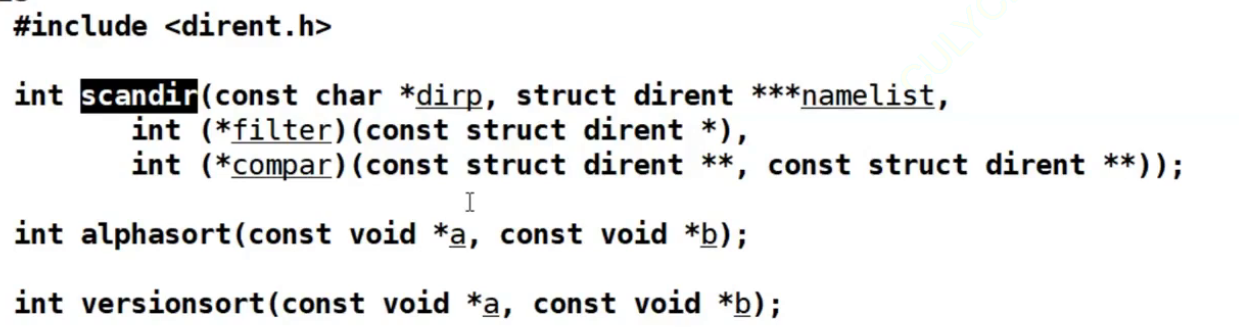 #include <dirent.h>
int scandir(const char *dirp, struct dirent ***namelist,
int (*filter)(const struct dirent *),
int (*compar)(const struct dirent **, const struct dirent **));
int alphasort(const void *a, const void *b);
int versionsort(const void *a, const void *b);